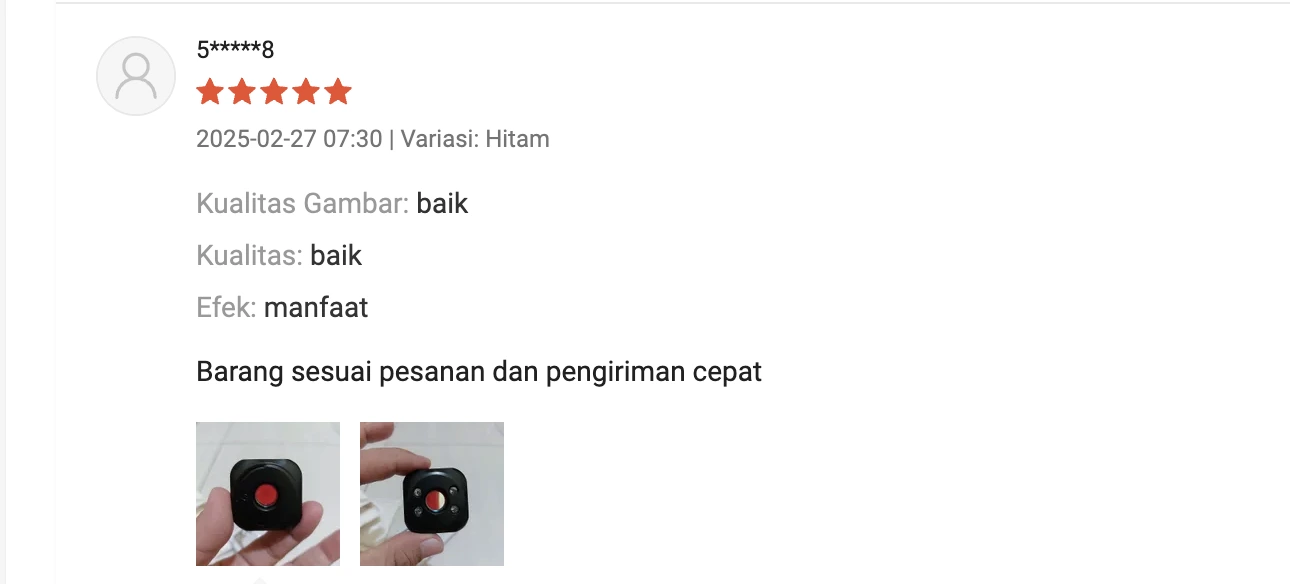 5*****8
2025-02-27 07:30 | Variasi: Hitam
Kualitas Gambar: baik
Kualitas: baik
Efek: manfaat
Barang sesuai pesanan dan pengiriman cepat